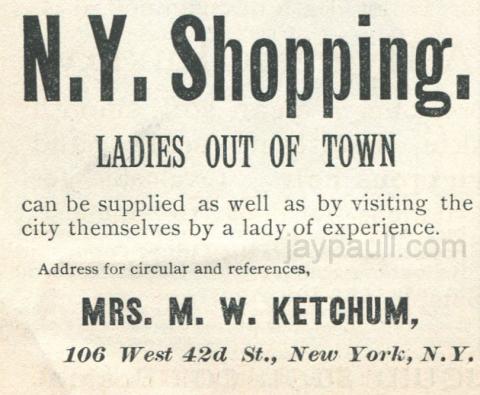 N.Y. Shopping.
LADIES OUT OF TOWN
can be supplied as well as by visiting the
city themselves by a lady of experience.
jaypaull.com
Address for circular and references,
MRS. M. W. KETCHUM,
106 West 42d St., New York, N.Y.